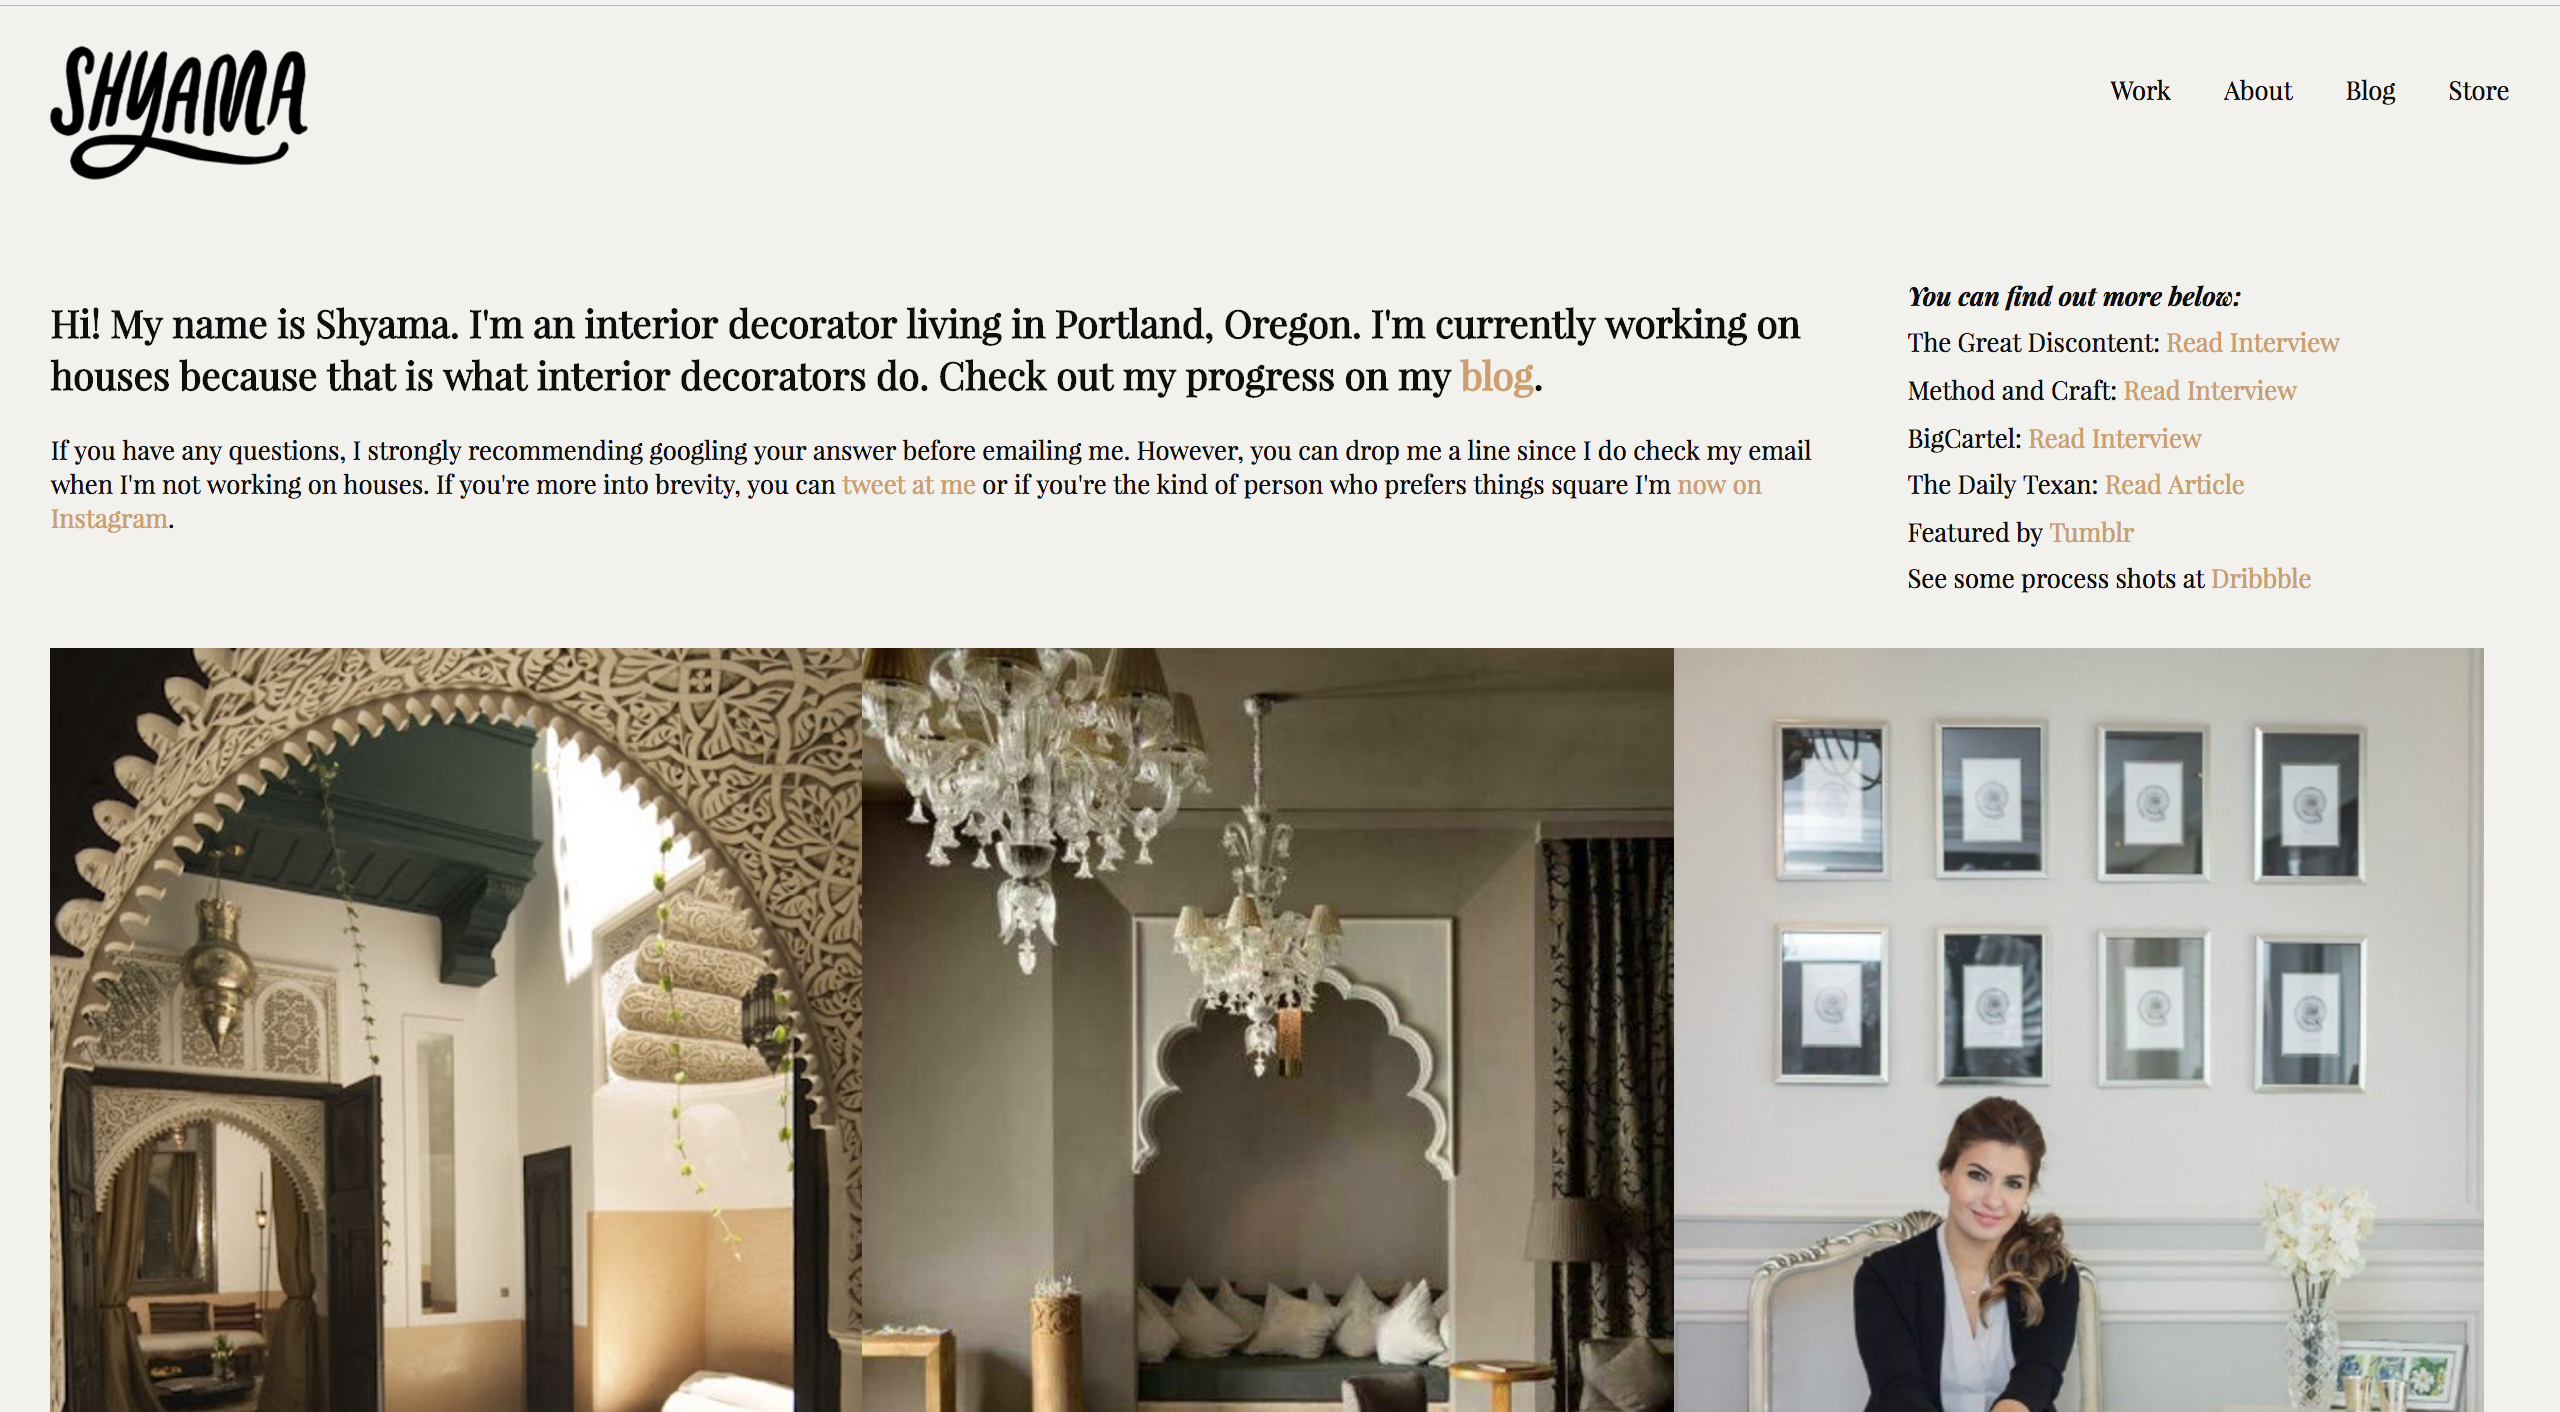 SHYAMA
Work About Blog Store
Hi! My name is Shyama. I'm an interior decorator living in Portland, Oregon. I'm currently working on
houses because that is what interior decorators do. Check out my progress on my blog.
If you have any questions, I strongly recommending googling your answer before emailing me. However, you can drop me a line since I do check my email
when I'm not working on houses. If you're more into brevity, you can tweet at me or if you're the kind of person who prefers things square I'm now on
Instagram.
You can find out more below:
The Great Discontent: Read Interview
Method and Craft: Read Interview
BigCartel: Read Interview
The Daily Texan: Read Article
Featured by Tumblr
See some process shots at Dribbble